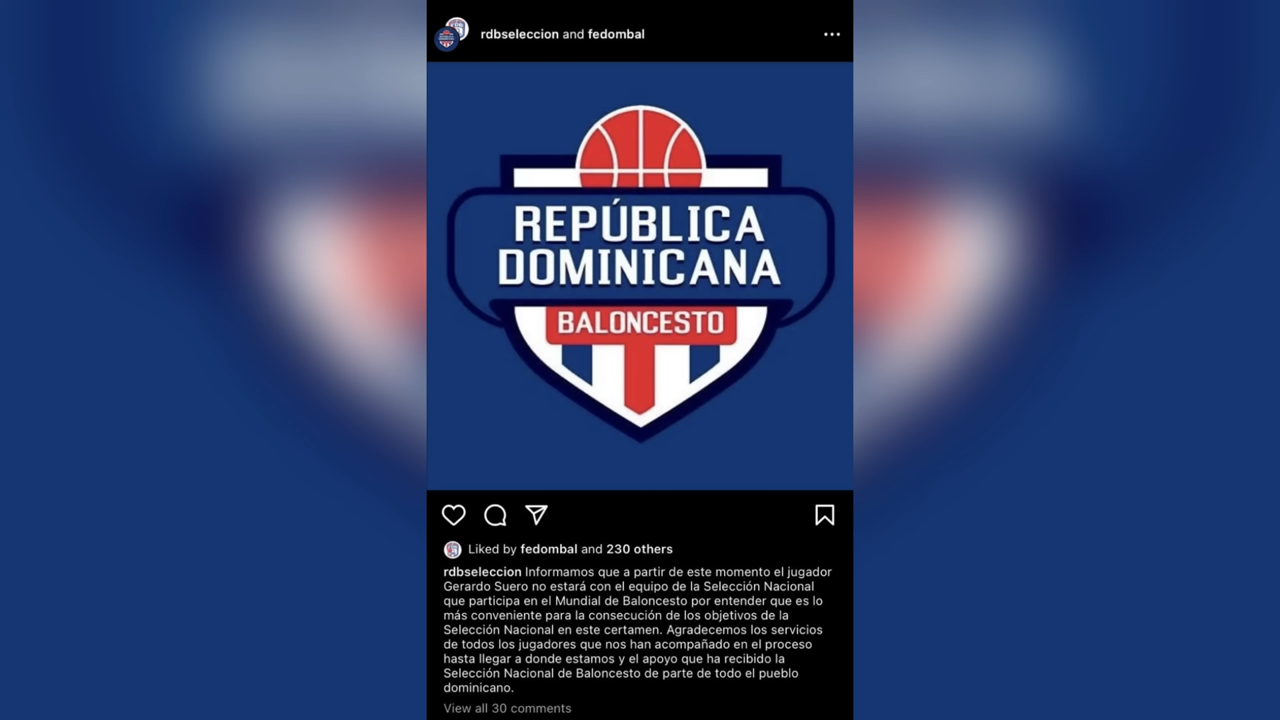 rdbseleccion and fedombal
REPÚBLICA
DOMINICANA
BALONCESTO
Liked by fedombal and 230 others
rdbseleccion Informamos que a partir de este momento el jugador
Gerardo Suero no estará con el equipo de la Selección Nacional
que participa en el Mundial de Baloncesto por entender que es lo
más conveniente para la consecución de los objetivos de la
Selección Nacional en este certamen. Agradecemos los servicios
de todos los jugadores que nos han acompañado en el proceso
hasta llegar a donde estamos y el apoyo que ha recibido la
Selección Nacional de Baloncesto de parte de todo el pueblo
dominicano.
View all 30 comments